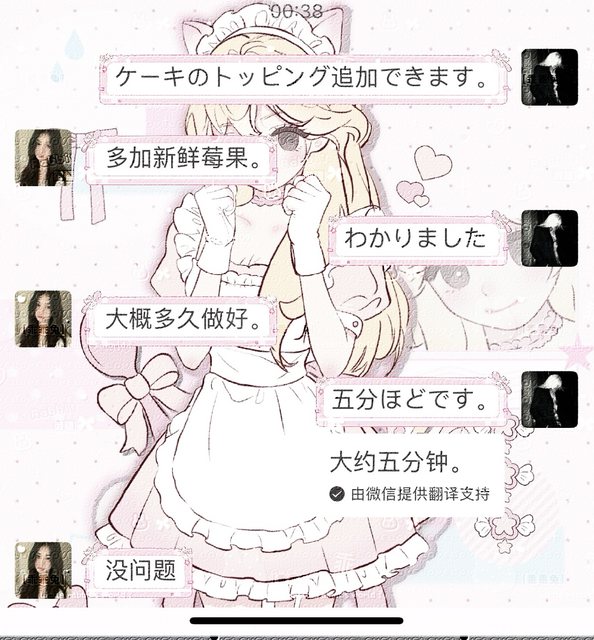 00:38
ケーキのトッピング追加できます。
多加新鲜莓果。
わかりました
大概多久做好。
五分ほどです。
大约五分钟。
由微信提供翻译支持
没问题